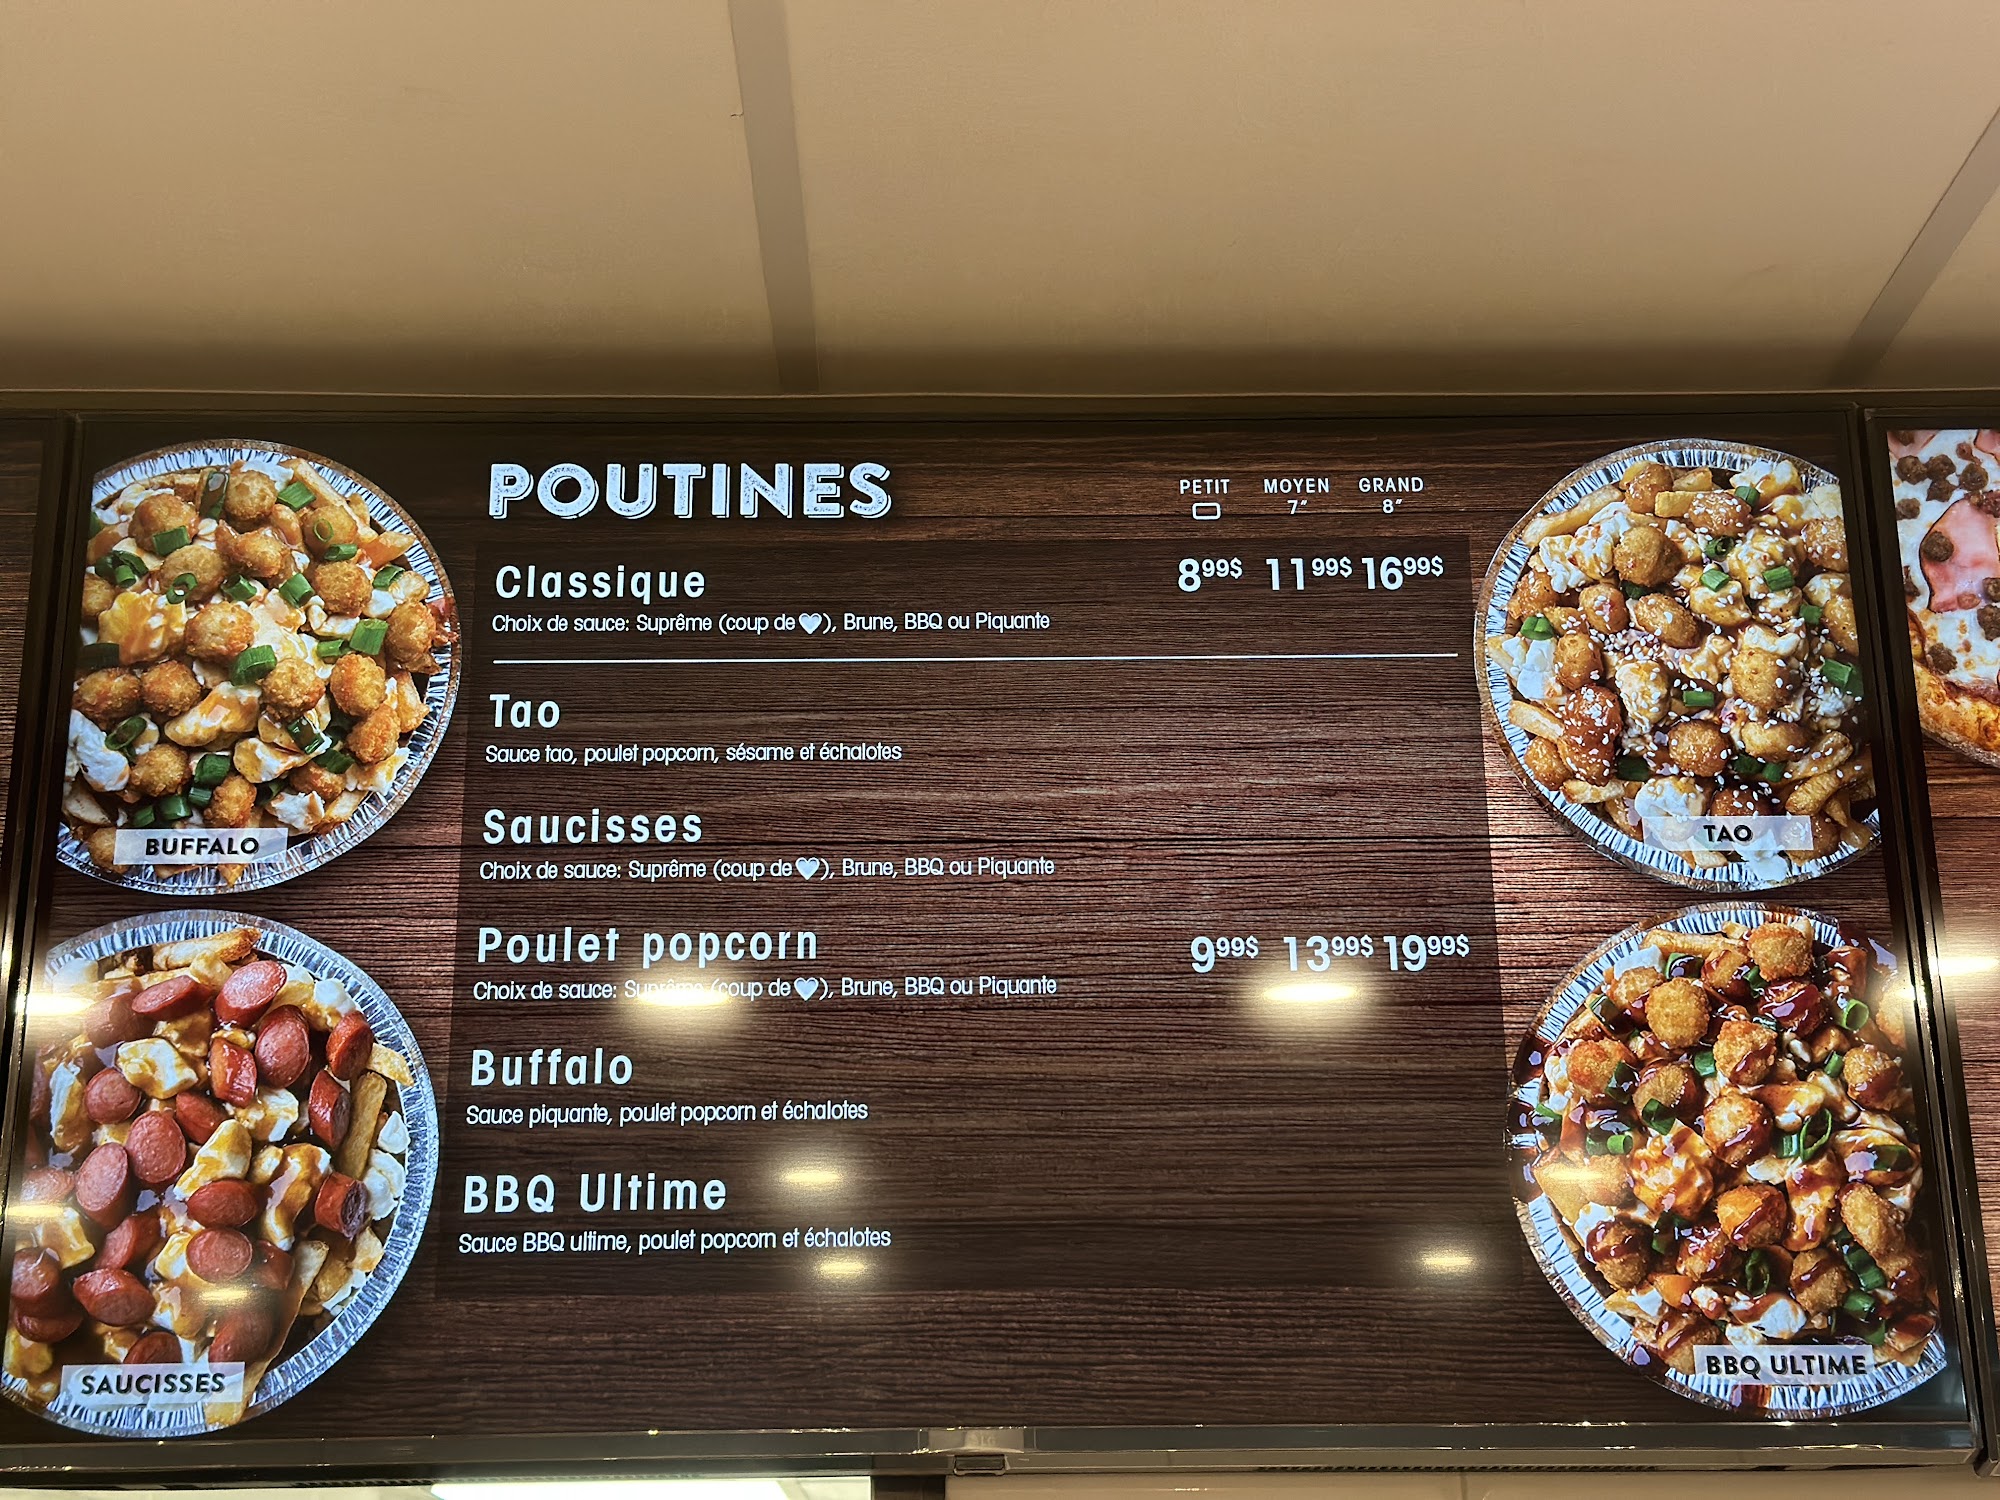 POUTINES
PETIT MOYEN GRAND
7″ 8″
Classique 8⁹⁹$ 11⁹⁹$ 16⁹⁹$
Choix de sauce: Suprême (coup de ♥), Brune, BBQ ou Piquante
Tao
Sauce tao, poulet popcorn, sésame et échalotes
Saucisses
Choix de sauce: Suprême (coup de ♥), Brune, BBQ ou Piquante
Poulet popcorn 9⁹⁹$ 13⁹⁹$ 19⁹⁹$
Choix de sauce: Suprême (coup de ♥), Brune, BBQ ou Piquante
Buffalo
Sauce piquante, poulet popcorn et échalotes
BBQ Ultime
Sauce BBQ ultime, poulet popcorn et échalotes
BUFFALO
SAUCISSES
TAO
BBQ ULTIME
LG